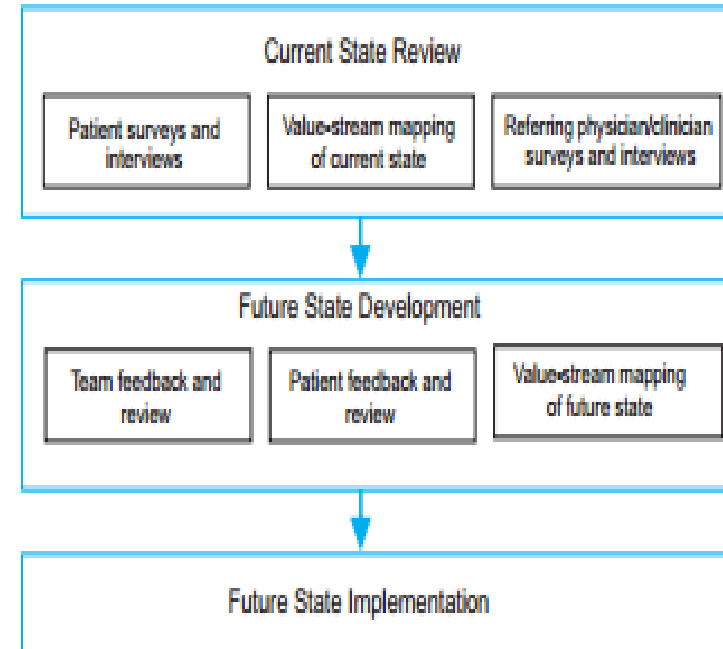 Current State Review
Patient surveys and
interviews
Value-stream mapping
of current state
Referring physician/clinician
surveys and interviews
Future State Development
Team feedback and
review
Patient feedback and
review
Value-stream mapping
of future state
Future State Implementation